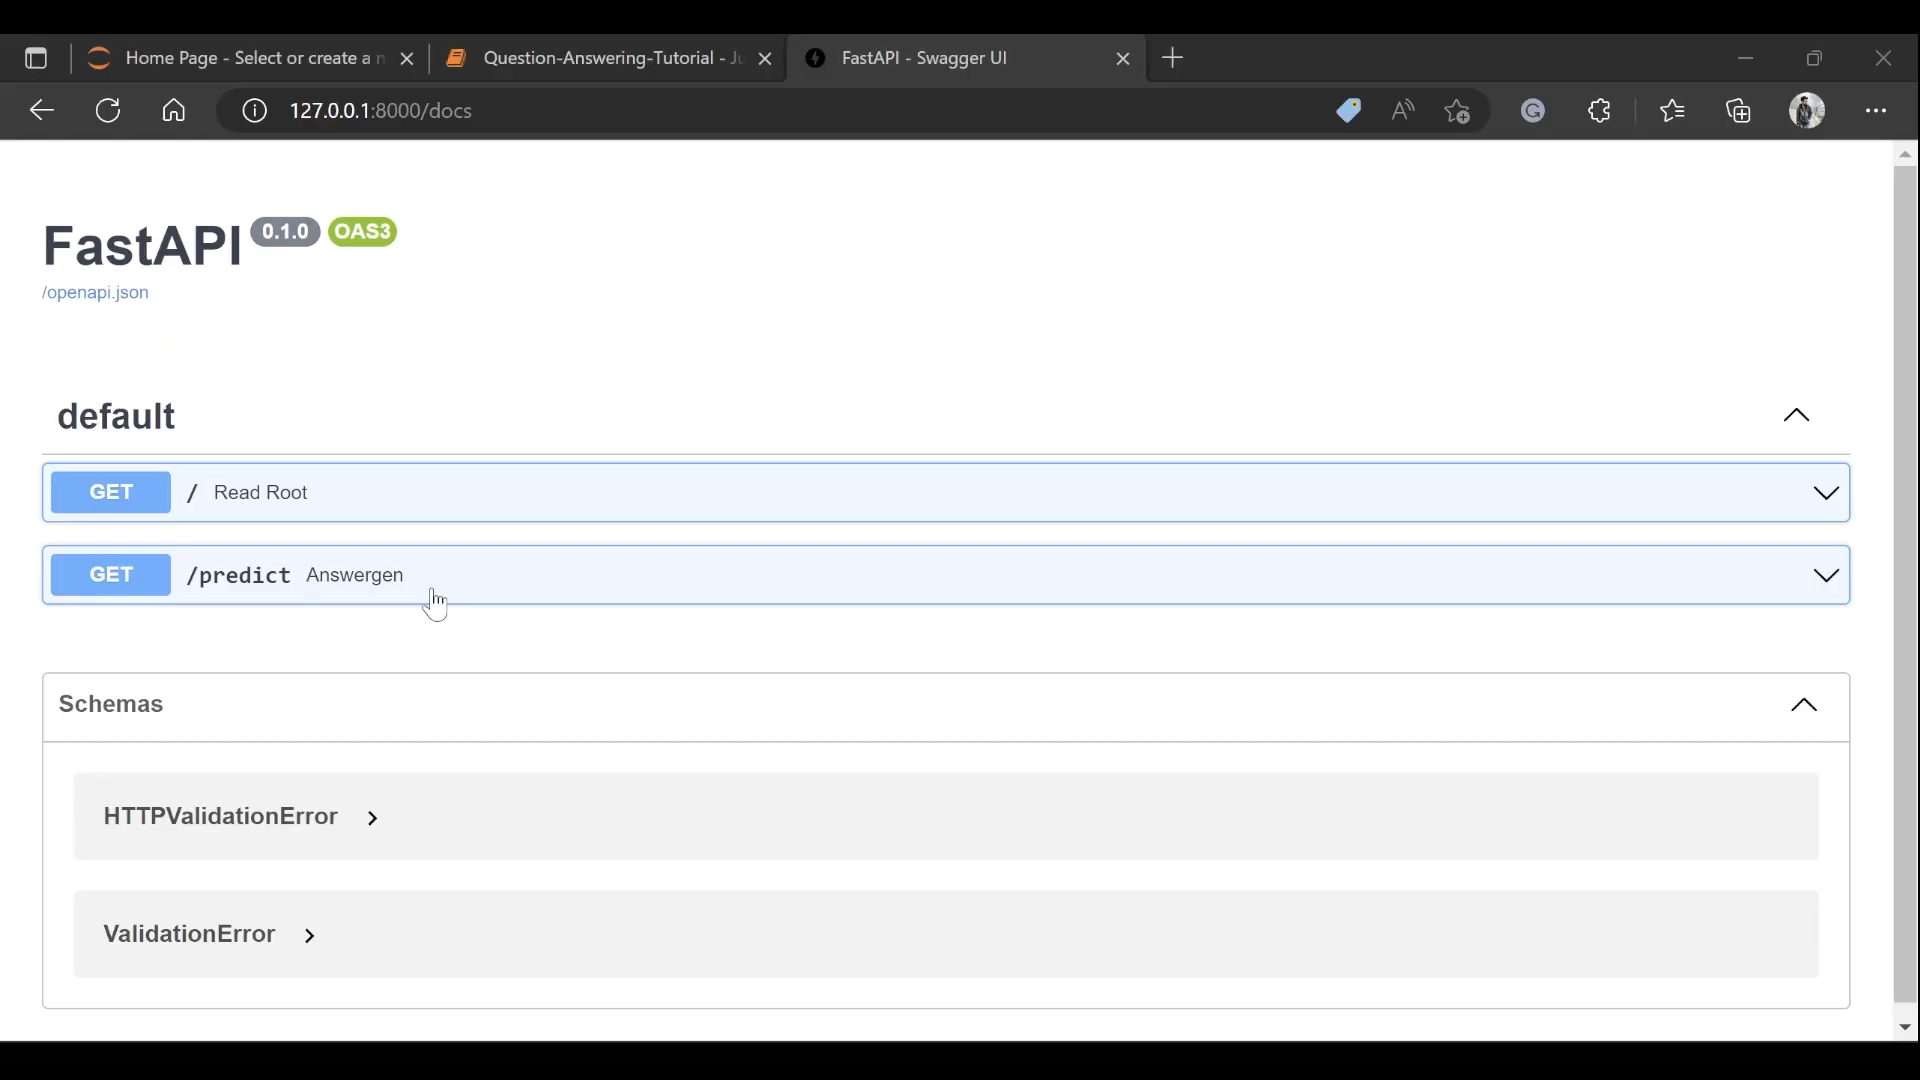 Home Page - Select or create a n
Question-Answering-Tutorial - Ju
FastAPI - Swagger UI
127.0.0.1:8000/docs
FastAPI 0.1.0 OAS3
/openapi.json
default
GET / Read Root
GET /predict Answergen
Schemas
HTTPValidationError
ValidationError